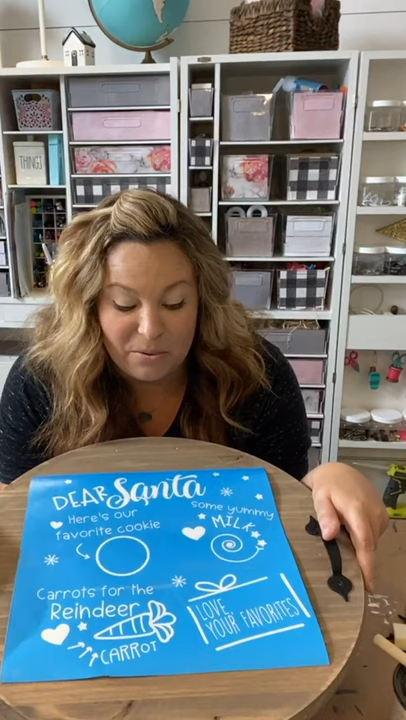 THINGS
DEAR Santa
Here's our
favorite cookie
some yummy
MILK
Carrots for the
Reindeer
CARROT
LOVE,
YOUR FAVORITES